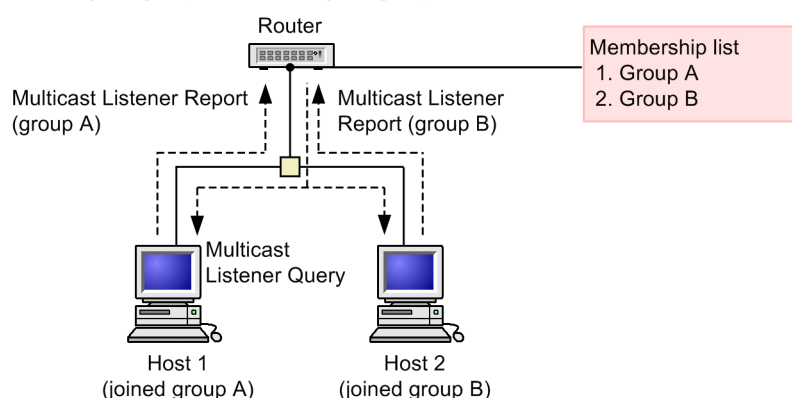 Router
Membership list
1. Group A
2. Group B
Multicast Listener Report
(group A)
Multicast Listener
Report (group B)
Multicast
Listener Query
Host 1
(joined group A)
Host 2
(joined group B)